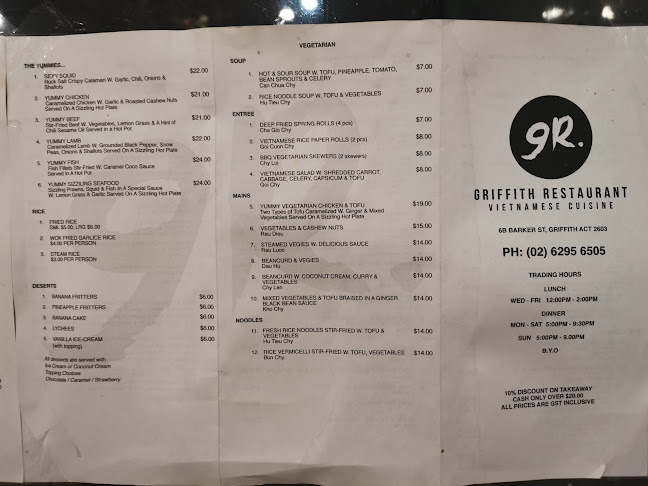 THE YUMMIES...
1. SEXY SQUID $22.00
Rock Salt Crispy Calamari W. Garlic, Chili, Onions &
Shallots
2. YUMMY CHICKEN $21.00
Caramelized Chicken W. Garlic & Roasted Cashew Nuts
Served On A Sizzling Hot Plate
3. YUMMY BEEF $21.00
Stir-Fried Beef W. Vegetables, Lemon Grass & A Hint of
Chili Sesame Oil Served in a Hot Pot
4. YUMMY LAMB $22.00
Caramelized Lamb W. Grounded Black Pepper, Snow
Peas, Onions & Shallots Served On A Sizzling Hot Plate
5. YUMMY FISH $24.00
Fish Fillets Stir-Fried W. Caramel Coco Sauce
Served In A Hot Pot
6. YUMMY SIZZILING SEAFOOD $24.00
Sizzling Prawns, Squid & Fish In A Special Sauce
W. Lemon Grass & Garlic Served On A Sizzling Hot Plate
RICE
1. FRIED RICE
SML $5.00, LRG $8.00
2. WOK FRIED GARLICE RICE
$4.00 PER PERSON
3. STEAM RICE
$3.00 PER PERSON
DESERTS
1. BANANA FRITTERS $6.00
2. PINEAPPLE FRITTERS $6.00
3. BANANA CAKE $6.00
4. LYCHEES $6.00
5. VANILLA ICE-CREAM $6.00
(with topping)
All desserts are served with
Ice Cream or Coconut Cream
Topping Choices
Chocolate / Caramel / Strawberry
VEGETARIAN
SOUP
1. HOT & SOUR SOUP W. TOFU, PINEAPPLE, TOMATO, $7.00
BEAN SPROUTS & CELERY
Can Chua Chy
2. RICE NOODLE SOUP W. TOFU & VEGETABLES $7.00
Hu Tieu Chy
ENTREE
1. DEEP FRIED SPRING ROLLS (4 pcs) $7.00
Cha Gio Chy
2. VIETNAMESE RICE PAPER ROLLS (2 pcs) $8.00
Goi Cuon Chy
3. BBQ VEGETARIAN SKEWERS (2 skewers) $8.00
Chy Lui
4. VIETNAMESE SALAD W. SHREDDED CARROT, $8.00
CABBAGE, CELERY, CAPSICUM & TOFU
Goi Chy
MAINS
5. YUMMY VEGETARIAN CHICKEN & TOFU $19.00
Two Types of Tofu Caramelized W. Ginger & Mixed
Vegetables Served On A Sizzling Hot Plate
6. VEGETABLES & CASHEW NUTS $15.00
Rau Dieu
7. STEAMED VEGIES W. DELICIOUS SAUCE $14.00
Rau Luoc
8. BEANCURD & VEGIES $14.00
Dau Hu
9. BEANCURD W. COCONUT CREAM, CURRY & $14.00
VEGETABLES
Chy Lan
10. MIXED VEGETABLES & TOFU BRAISED IN A GINGER $14.00
BLACK BEAN SAUCE
Kho Chy
NOODLES
11. FRESH RICE NOODLES STIR-FRIED W. TOFU & $14.00
VEGETABLES
Hu Tieu Chy
12. RICE VERMICELLI STIR-FRIED W. TOFU, VEGETABLES $14.00
Bun Chy
GR.
GRIFFITH RESTAURANT
VIETNAMESE CUISINE
6B BARKER ST, GRIFFITH ACT 2603
PH: (02) 6295 6505
TRADING HOURS
LUNCH
WED - FRI 12:00PM - 2:00PM
DINNER
MON - SAT 5:00PM - 9:30PM
SUN 5:00PM - 9.00PM
B.Y.O
10% DISCOUNT ON TAKEAWAY
CASH ONLY OVER $20.00
ALL PRICES ARE GST INCLUSIVE